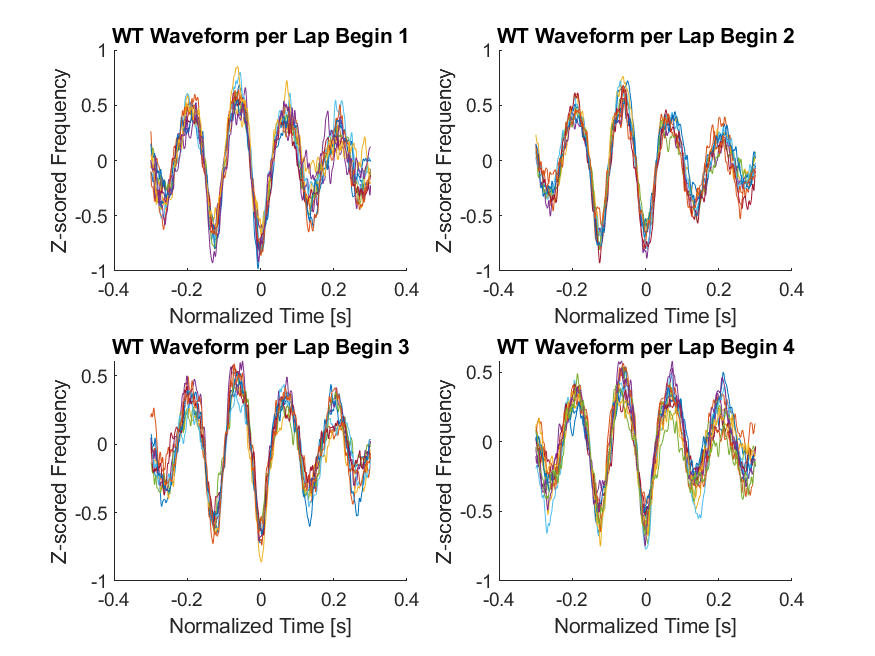 WT Waveform per Lap Begin 1
1
0.5
0
-0.5
-1
Z-scored Frequency
-0.4 -0.2 0 0.2 0.4
Normalized Time [s]
WT Waveform per Lap Begin 2
1
0.5
0
-0.5
-1
Z-scored Frequency
-0.4 -0.2 0 0.2 0.4
Normalized Time [s]
WT Waveform per Lap Begin 3
0.5
0
-0.5
-1
Z-scored Frequency
-0.4 -0.2 0 0.2 0.4
Normalized Time [s]
WT Waveform per Lap Begin 4
0.5
0
-0.5
-1
Z-scored Frequency
-0.4 -0.2 0 0.2 0.4
Normalized Time [s]